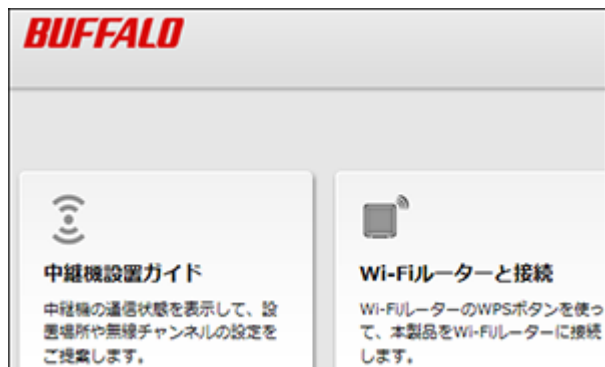 BUFFALO
中継機設置ガイド
中継機の通信状態を表示して、設
置場所や無線チャンネルの設定を
ご提案します。
Wi-Fiルーターと接続
Wi-FiルーターのWPSボタンを使っ
て、本製品をWi-Fiルーターに接続
します。